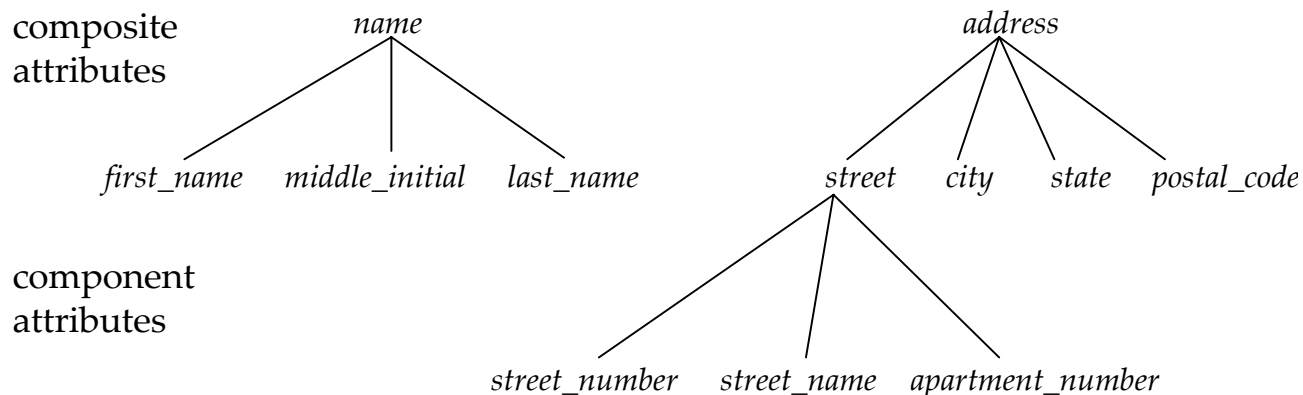 composite
attributes
name
address
first_name
middle_initial
last_name
street
city
state
postal_code
component
attributes
street_number
street_name
apartment_number